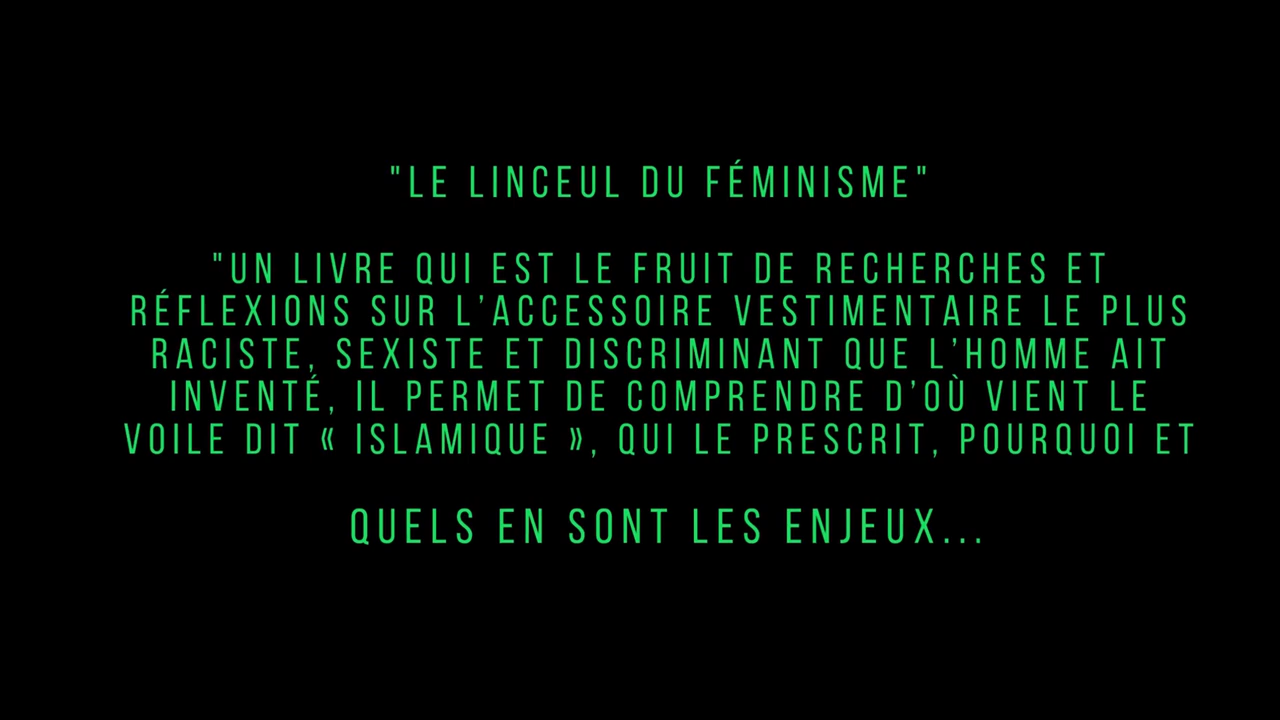 "LE LINCEUL DU FÉMINISME"
"UN LIVRE QUI EST LE FRUIT DE RECHERCHES ET
RÉFLEXIONS SUR L’ACCESSOIRE VESTIMENTAIRE LE PLUS
RACISTE, SEXISTE ET DISCRIMINANT QUE L’HOMME AIT
INVENTÉ, IL PERMET DE COMPRENDRE D’OÙ VIENT LE
VOILE DIT « ISLAMIQUE », QUI LE PRESCRIT, POURQUOI ET
QUELS EN SONT LES ENJEUX...